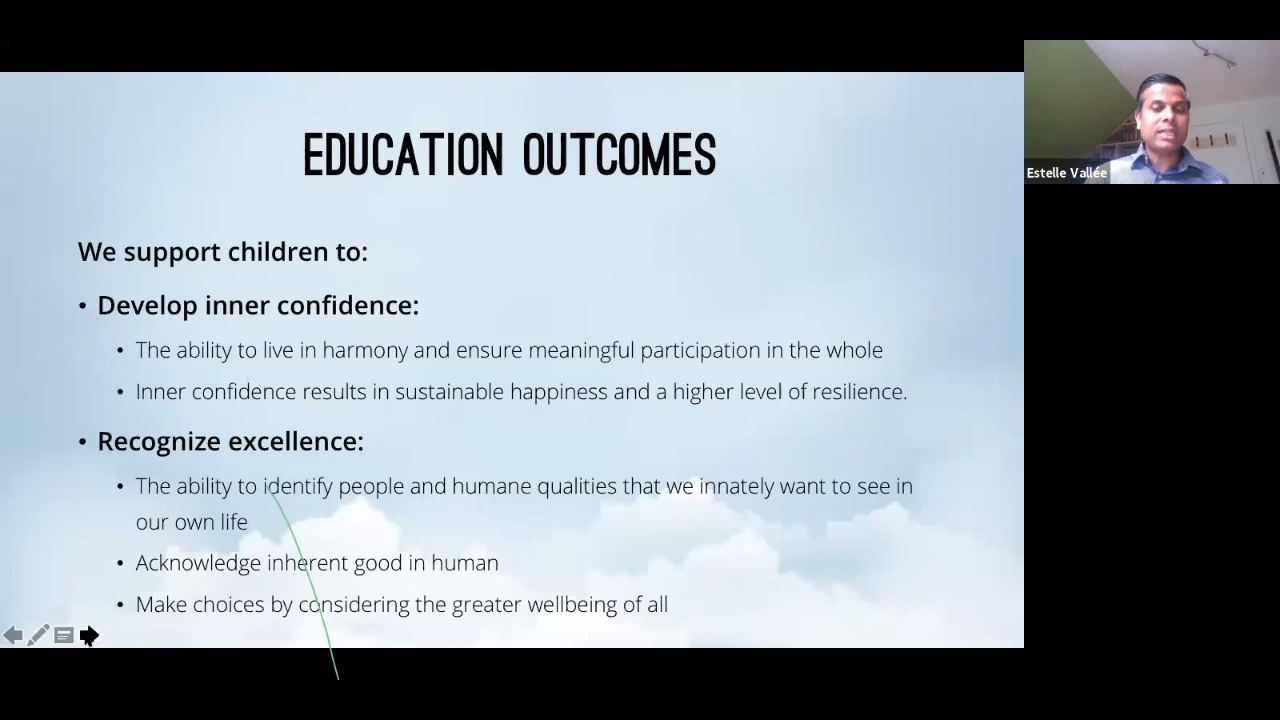 EDUCATION OUTCOMES
We support children to:
• Develop inner confidence:
• The ability to live in harmony and ensure meaningful participation in the whole
• Inner confidence results in sustainable happiness and a higher level of resilience.
• Recognize excellence:
• The ability to identify people and humane qualities that we innately want to see in
our own life
• Acknowledge inherent good in human
• Make choices by considering the greater wellbeing of all
Estelle Vallée